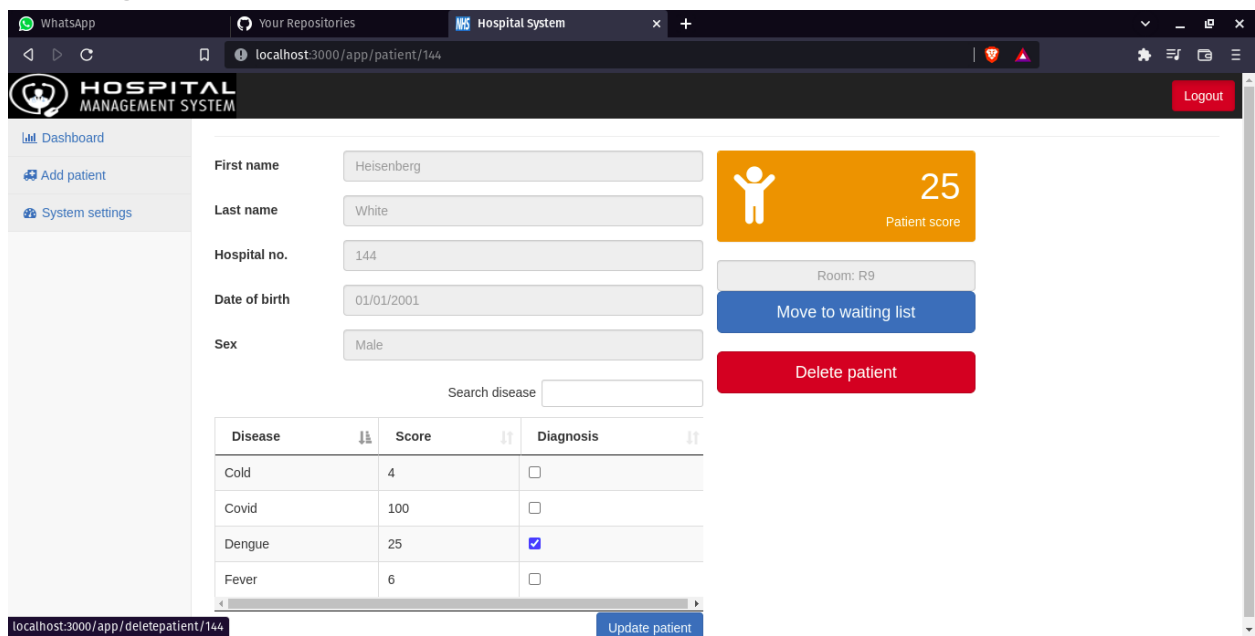 WhatsApp
Your Repositories
NHS Hospital System
localhost:3000/app/patient/144
HOSPITAL
MANAGEMENT SYSTEM
Logout
Dashboard
Add patient
System settings
First name
Heisenberg
Last name
White
Hospital no.
144
Date of birth
01/01/2001
Sex
Male
25
Patient score
Room: R9
Move to waiting list
Delete patient
Search disease
Disease Score Diagnosis
Cold 4
Covid 100
Dengue 25
Fever 6
Update patient
localhost:3000/app/deletepatient/144